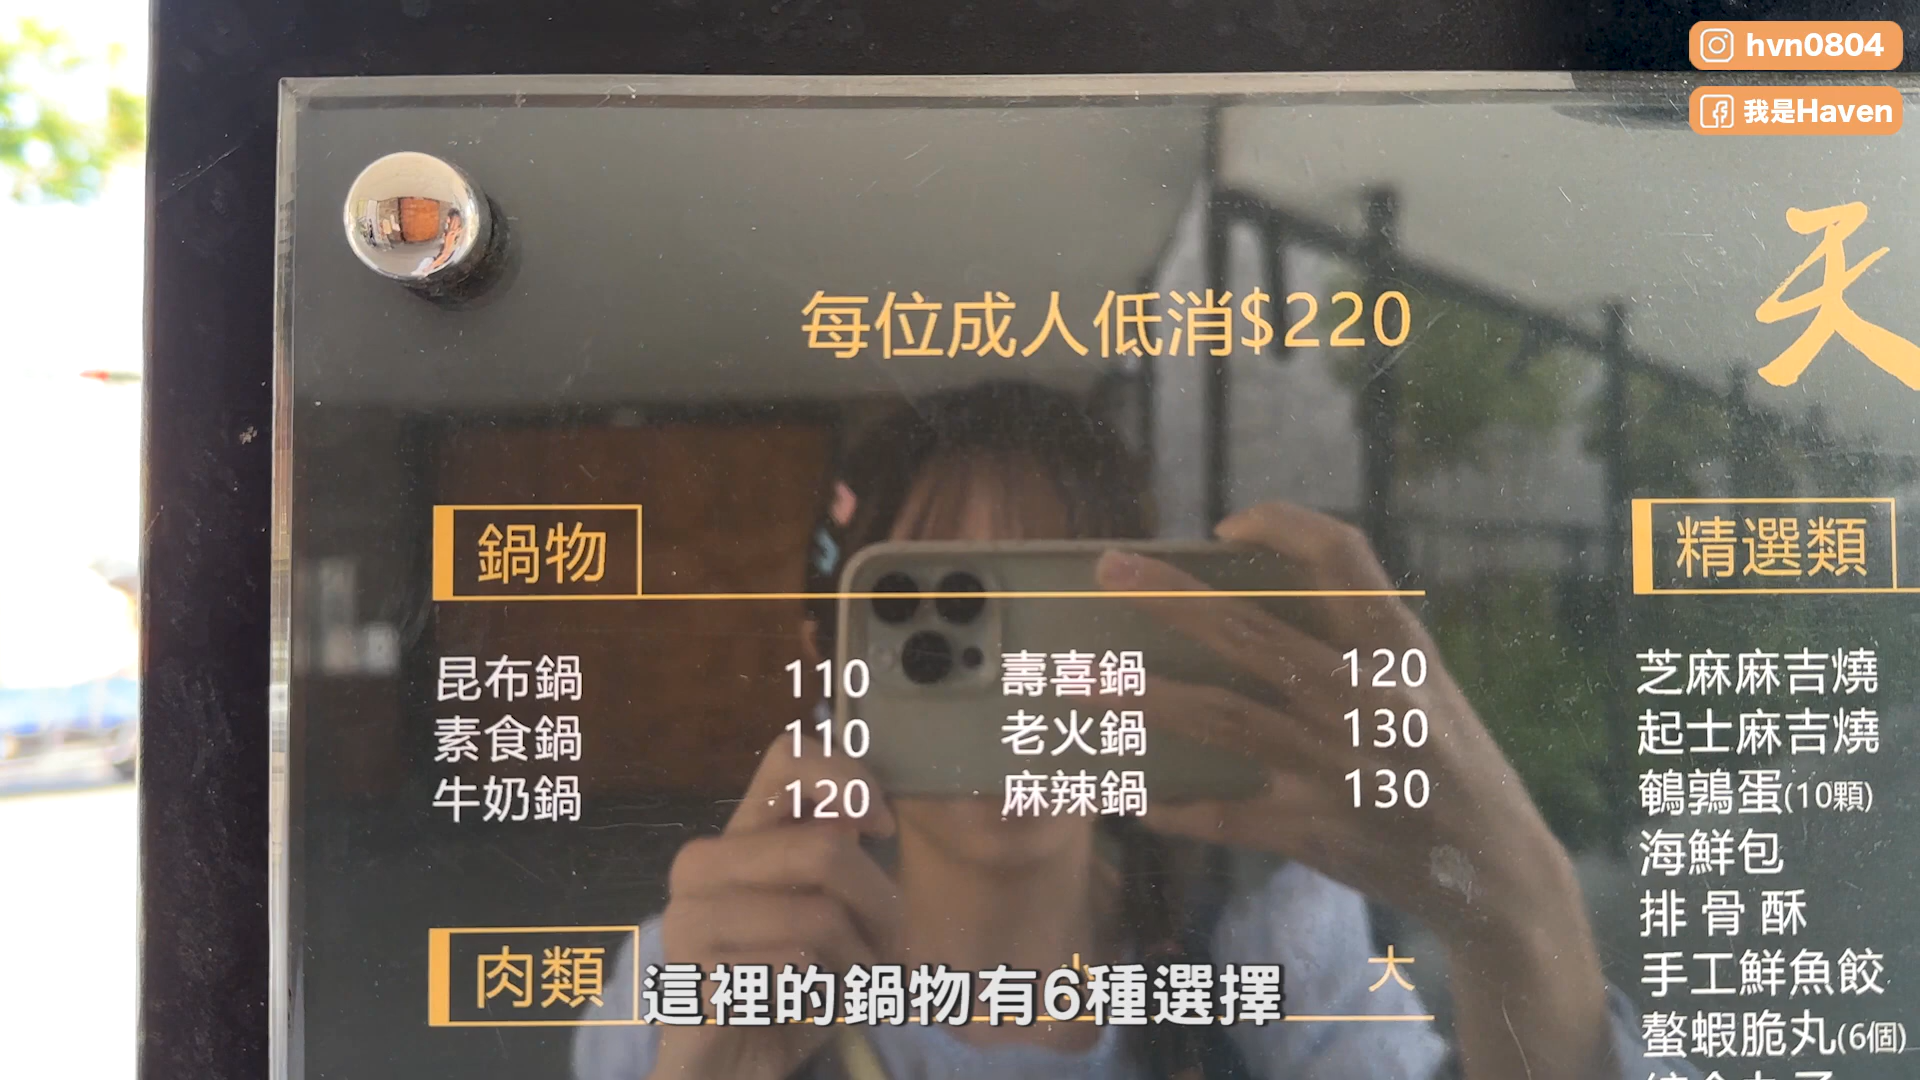 hvn0804
我是Haven
天
每位成人低消$220
鍋物
昆布鍋 110 壽喜鍋 120
素食鍋 110 老火鍋 130
牛奶鍋 120 麻辣鍋 130
肉類 小 大
精選類
芝麻麻吉燒
起士麻吉燒
鵪鶉蛋(10顆)
海鮮包
排骨酥
手工鮮魚餃
螯蝦脆丸(6個)
這裡的鍋物有6種選擇